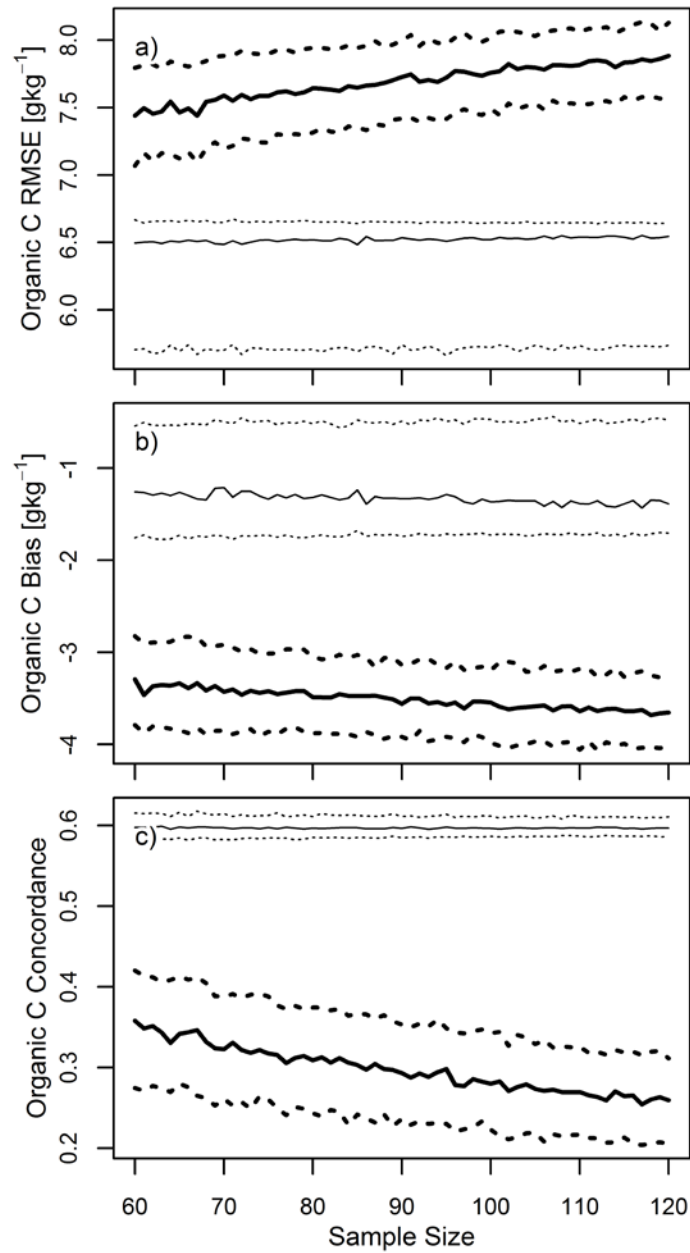 a)
Organic C RMSE [gkg⁻¹]
8.0
7.5
7.0
6.5
6.0
b)
Organic C Bias [gkg⁻¹]
-1
-2
-3
-4
c)
Organic C Concordance
0.6
0.5
0.4
0.3
0.2
60 70 80 90 100 110 120
Sample Size